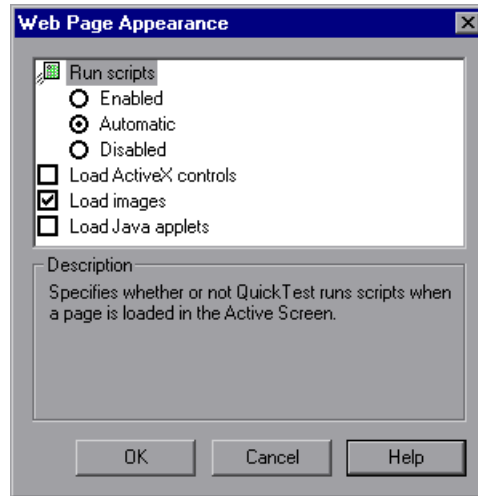 Web Page Appearance
Run scripts
Enabled
Automatic
Disabled
Load ActiveX controls
Load images
Load Java applets
Description
Specifies whether or not QuickTest runs scripts when
a page is loaded in the Active Screen.
OK Cancel Help